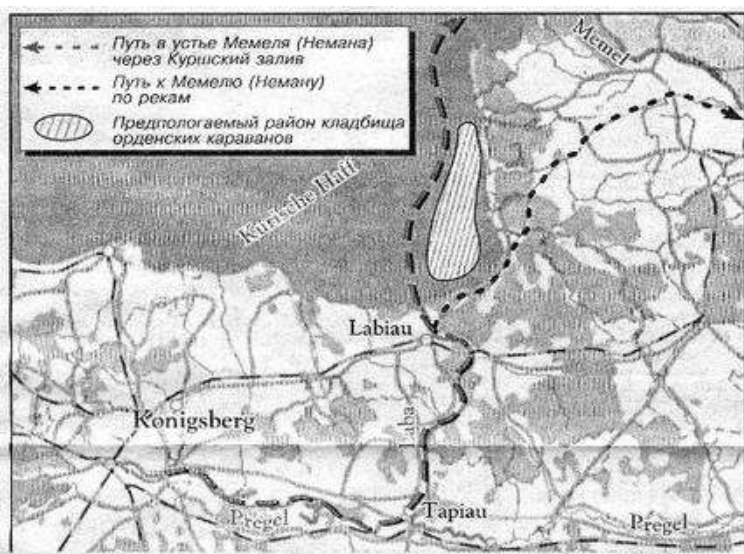 Путь в устье Мемеля (Немана)
через Куршский залив
Путь к Мемелю (Неману)
по рекам
Предпологаемый район кладбища
орденских караванов
Memel
Kurische Haff
Labiau
Konigsberg
Laba
Tapiau
Pregel
Pregel